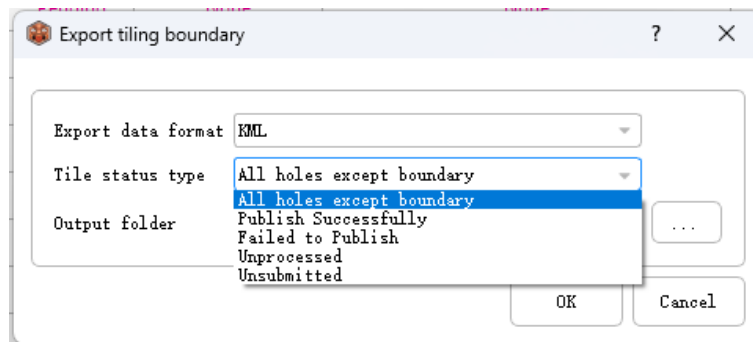 Export tiling boundary ? ×
Export data format KML
Tile status type All holes except boundary
All holes except boundary
Publish Successfully
Output folder ...
Failed to Publish
Unprocessed
Unsubmitted
OK Cancel